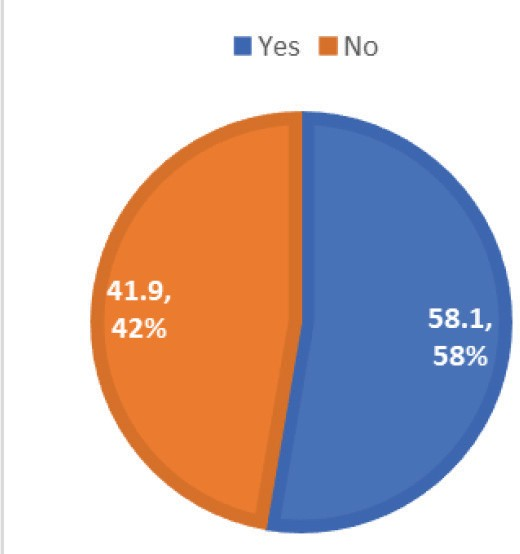 Yes No
41.9,
42%
58.1,
58%